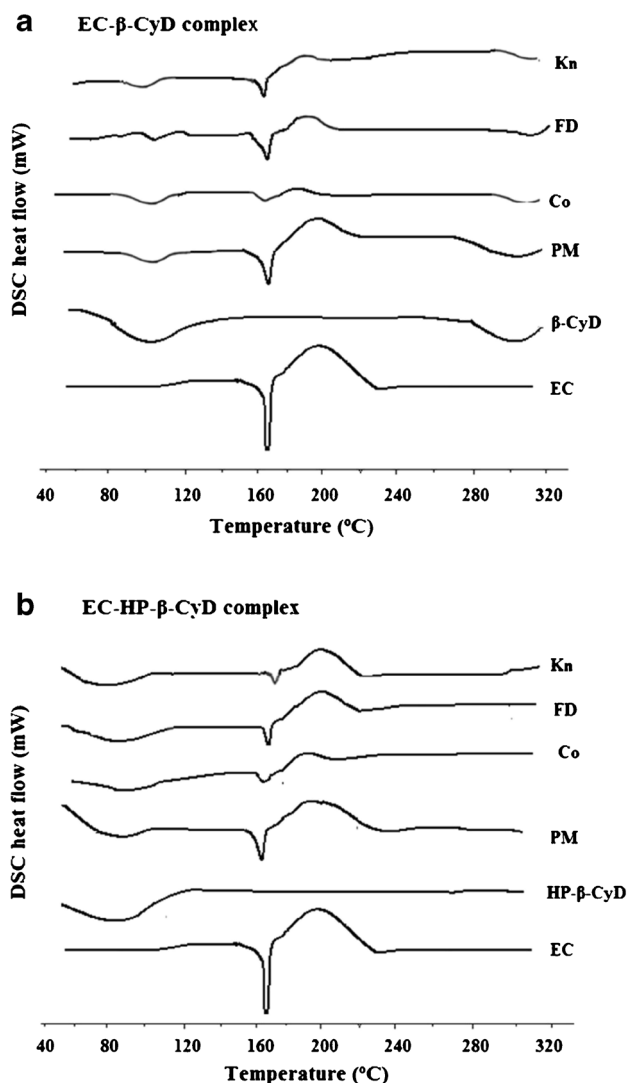 a EC-β-CyD complex
Kn
FD
Co
PM
β-CyD
EC
DSC heat flow (mW)
40 80 120 160 200 240 280 320
Temperature (ºC)
b EC-HP-β-CyD complex
Kn
FD
Co
PM
HP-β-CyD
EC
DSC heat flow (mW)
40 80 120 160 200 240 280 320
Temperature (ºC)